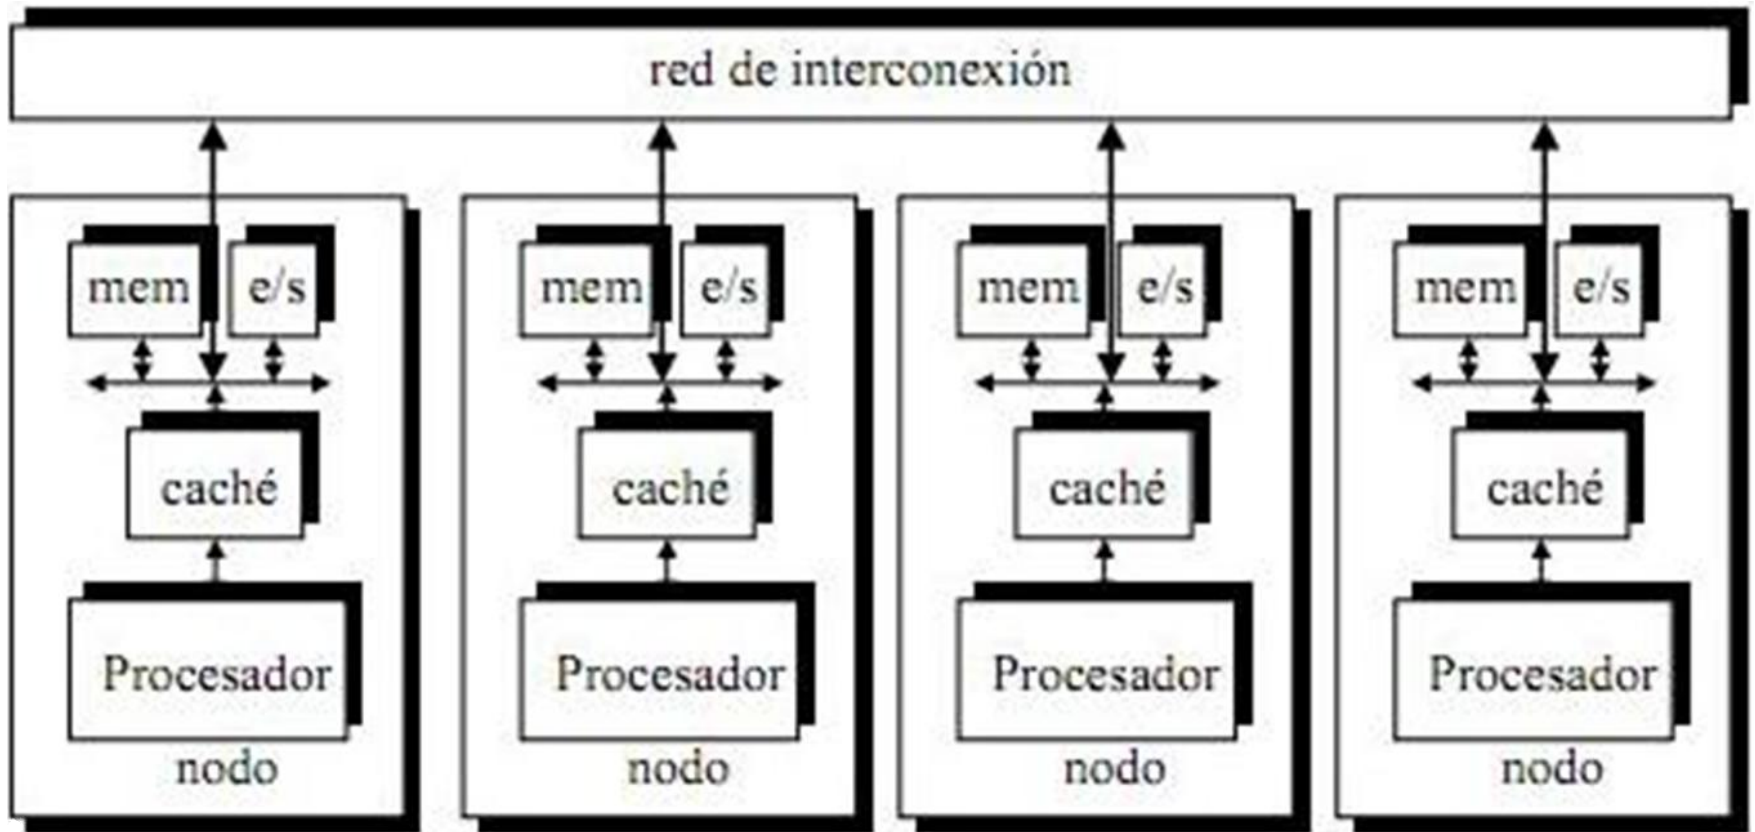 red de interconexión
mem e/s
caché
Procesador
nodo
mem e/s
caché
Procesador
nodo
mem e/s
caché
Procesador
nodo
mem e/s
caché
Procesador
nodo